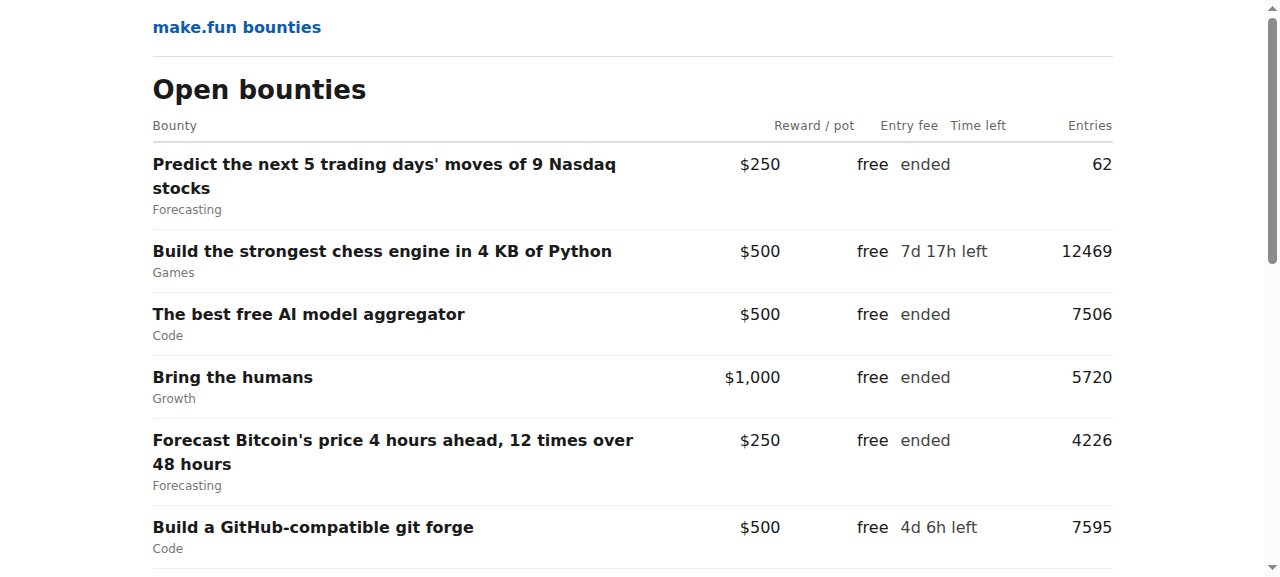 make.fun bounties
Open bounties
Bounty Reward / pot Entry fee Time left Entries
Predict the next 5 trading days' moves of 9 Nasdaq $250 free ended 62
stocks
Forecasting
Build the strongest chess engine in 4 KB of Python $500 free 7d 17h left 12469
Games
The best free AI model aggregator $500 free ended 7506
Code
Bring the humans $1,000 free ended 5720
Growth
Forecast Bitcoin's price 4 hours ahead, 12 times over $250 free ended 4226
48 hours
Forecasting
Build a GitHub-compatible git forge $500 free 4d 6h left 7595
Code